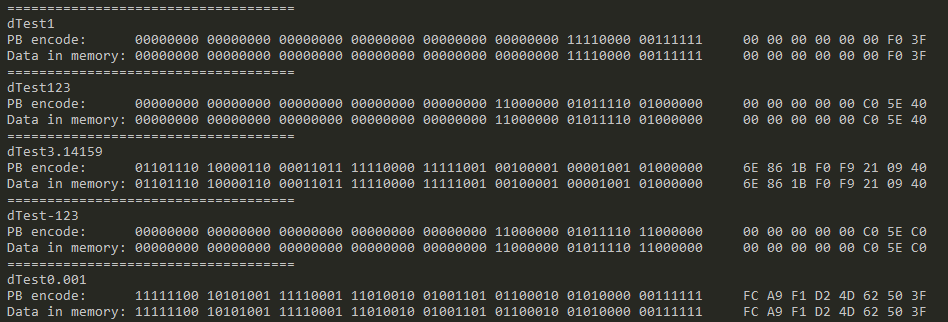 ==================================
dTest1
PB encode:      00000000 00000000 00000000 00000000 00000000 00000000 11110000 00111111     00 00 00 00 00 00 F0 3F
Data in memory: 00000000 00000000 00000000 00000000 00000000 00000000 11110000 00111111     00 00 00 00 00 00 F0 3F
==================================
dTest123
PB encode:      00000000 00000000 00000000 00000000 00000000 11000000 01011110 01000000     00 00 00 00 00 C0 5E 40
Data in memory: 00000000 00000000 00000000 00000000 00000000 11000000 01011110 01000000     00 00 00 00 00 C0 5E 40
==================================
dTest3.14159
PB encode:      01101110 10000110 00011011 11110000 11111001 00100001 00001001 01000000     6E 86 1B F0 F9 21 09 40
Data in memory: 01101110 10000110 00011011 11110000 11111001 00100001 00001001 01000000     6E 86 1B F0 F9 21 09 40
==================================
dTest-123
PB encode:      00000000 00000000 00000000 00000000 00000000 11000000 01011110 11000000     00 00 00 00 00 C0 5E C0
Data in memory: 00000000 00000000 00000000 00000000 00000000 11000000 01011110 11000000     00 00 00 00 00 C0 5E C0
==================================
dTest0.001
PB encode:      11111100 10101001 11110001 11010010 01001101 01100010 01010000 00111111     FC A9 F1 D2 4D 62 50 3F
Data in memory: 11111100 10101001 11110001 11010010 01001101 01100010 01010000 00111111     FC A9 F1 D2 4D 62 50 3F